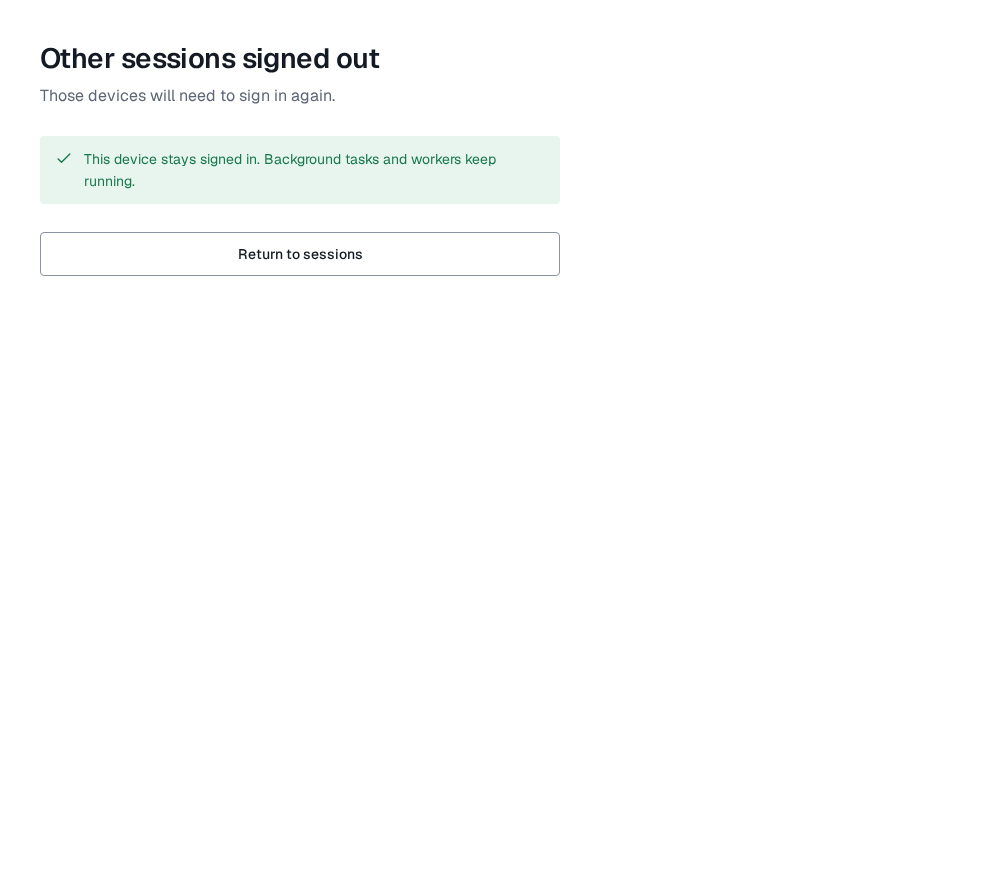 Other sessions signed out
Those devices will need to sign in again.
This device stays signed in. Background tasks and workers keep
running.
Return to sessions